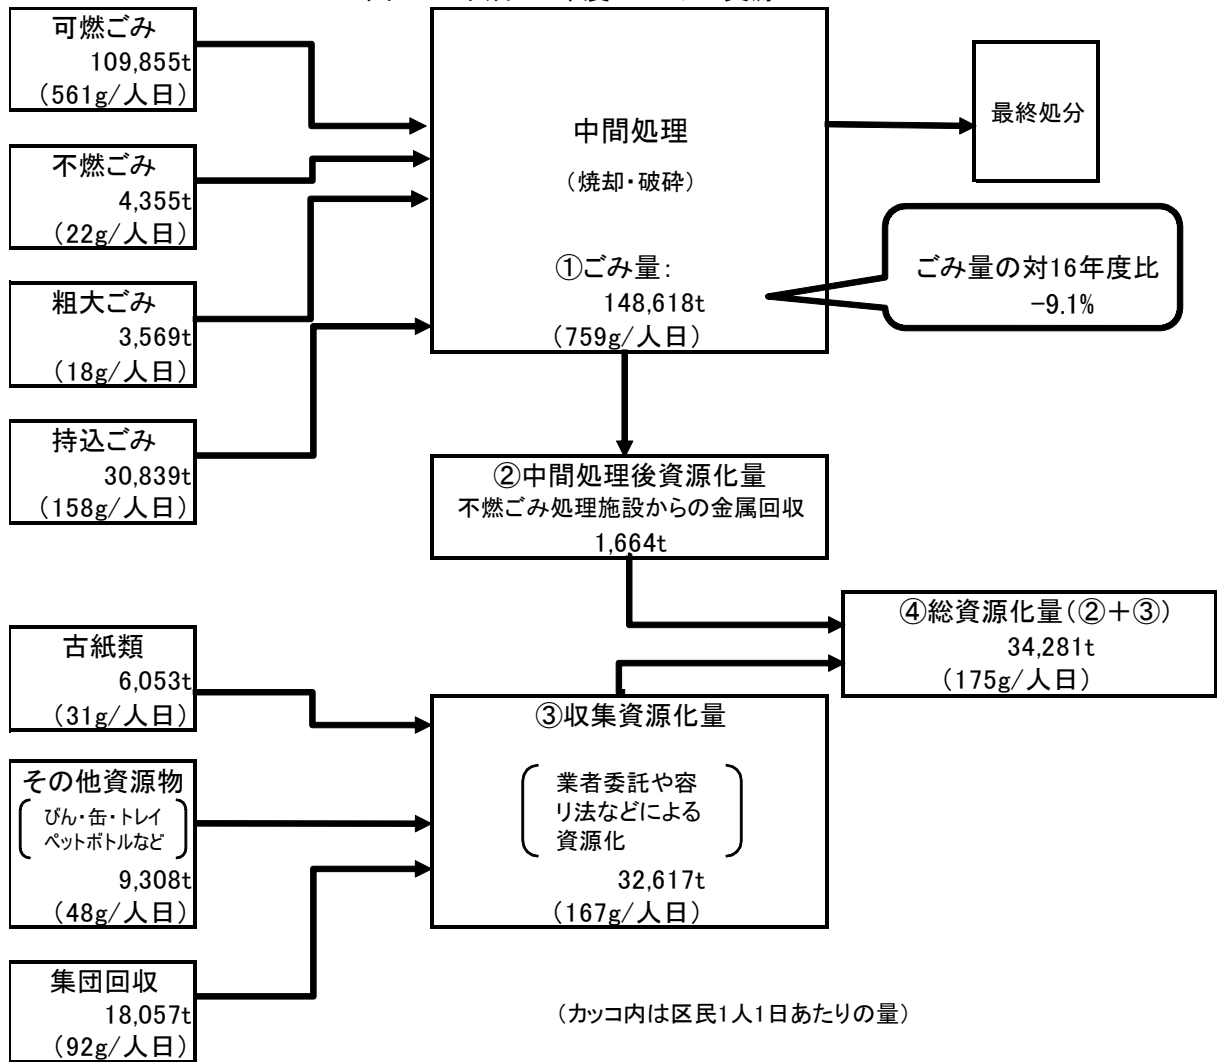 可燃ごみ
109,855t
（561g/人日）
不燃ごみ
4,355t
（22g/人日）
粗大ごみ
3,569t
（18g/人日）
持込ごみ
30,839t
（158g/人日）
中間処理
（焼却・破砕）
①ごみ量：
148,618t
（759g/人日）
最終処分
ごみ量の対16年度比
-9.1%
②中間処理後資源化量
不燃ごみ処理施設からの金属回収
1,664t
④総資源化量（②＋③）
34,281t
（175g/人日）
古紙類
6,053t
（31g/人日）
その他資源物
びん・缶・トレイ
ペットボトルなど
9,308t
（48g/人日）
集団回収
18,057t
（92g/人日）
③収集資源化量
業者委託や容
リ法などによる
資源化
32,617t
（167g/人日）
（カッコ内は区民1人1日あたりの量）